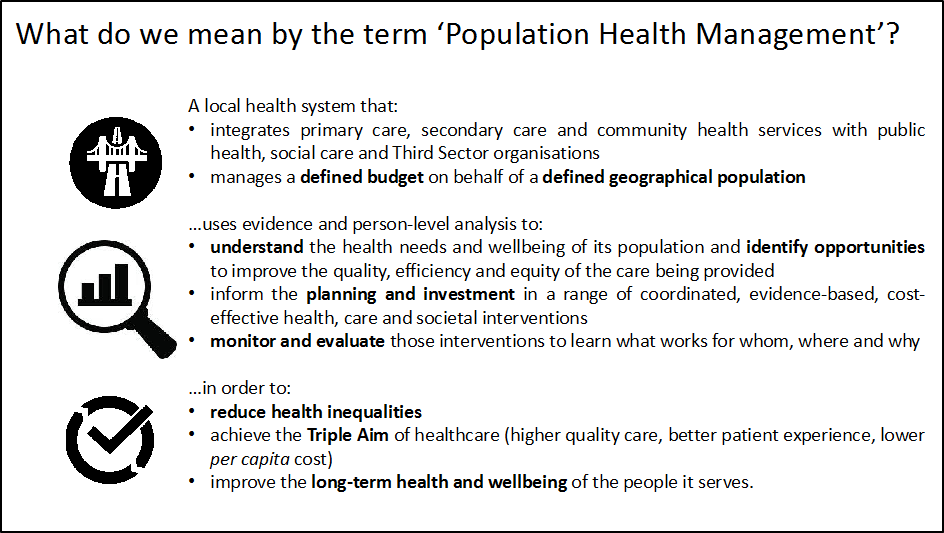 What do we mean by the term ‘Population Health Management’?
A local health system that:
• integrates primary care, secondary care and community health services with public
health, social care and Third Sector organisations
• manages a defined budget on behalf of a defined geographical population
...uses evidence and person-level analysis to:
• understand the health needs and wellbeing of its population and identify opportunities
to improve the quality, efficiency and equity of the care being provided
• inform the planning and investment in a range of coordinated, evidence-based, cost-
effective health, care and societal interventions
• monitor and evaluate those interventions to learn what works for whom, where and why
...in order to:
• reduce health inequalities
• achieve the Triple Aim of healthcare (higher quality care, better patient experience, lower
per capita cost)
• improve the long-term health and wellbeing of the people it serves.